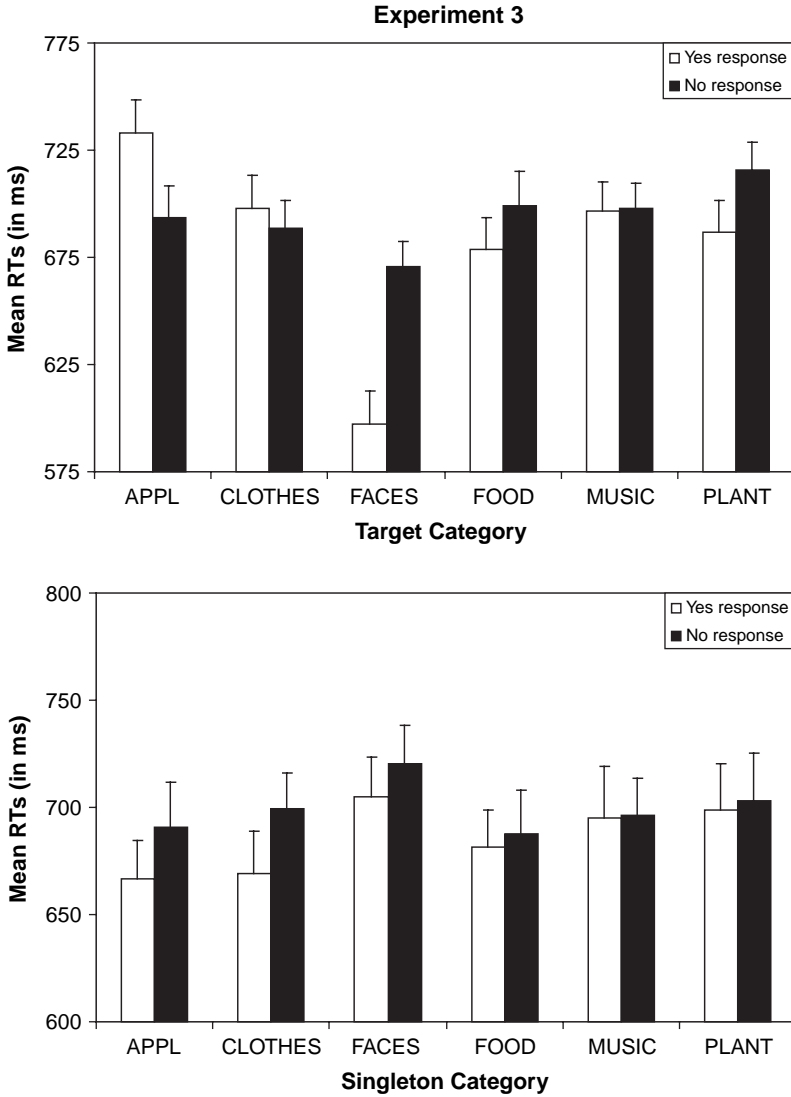 Experiment 3
775
725
675
625
575
Mean RTs (in ms)
Yes response
No response
APPL CLOTHES FACES FOOD MUSIC PLANT
Target Category
800
750
700
650
600
Mean RTs (in ms)
Yes response
No response
APPL CLOTHES FACES FOOD MUSIC PLANT
Singleton Category